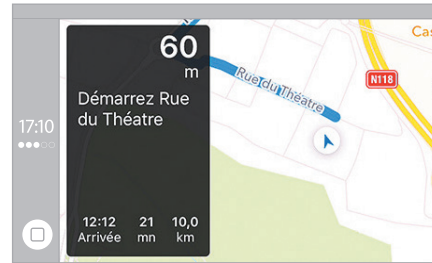 17:10
60
m
Démarrez Rue
du Théatre
12:12 21 10,0
Arrivée mn km
Rue du Théatre
N118
Cas